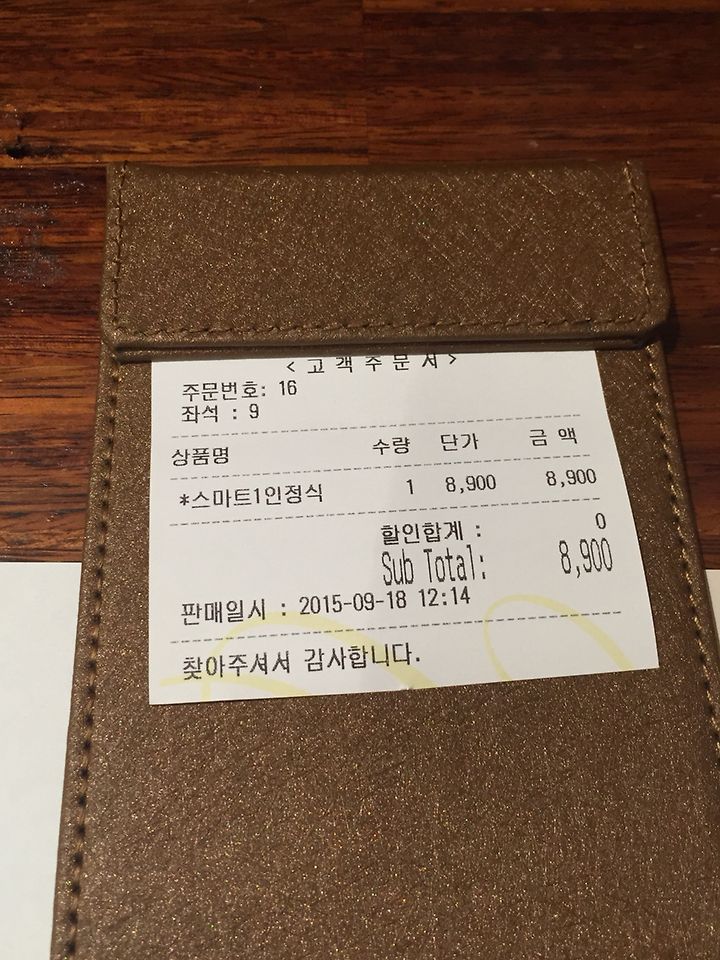 <고객주문서>
주문번호: 16
좌석 : 9
상품명 수량 단가 금 액
*스마트1인정식 1 8,900 8,900
할인합계 : 0
Sub Total: 8,900
판매일시 : 2015-09-18 12:14
찾아주셔서 감사합니다.